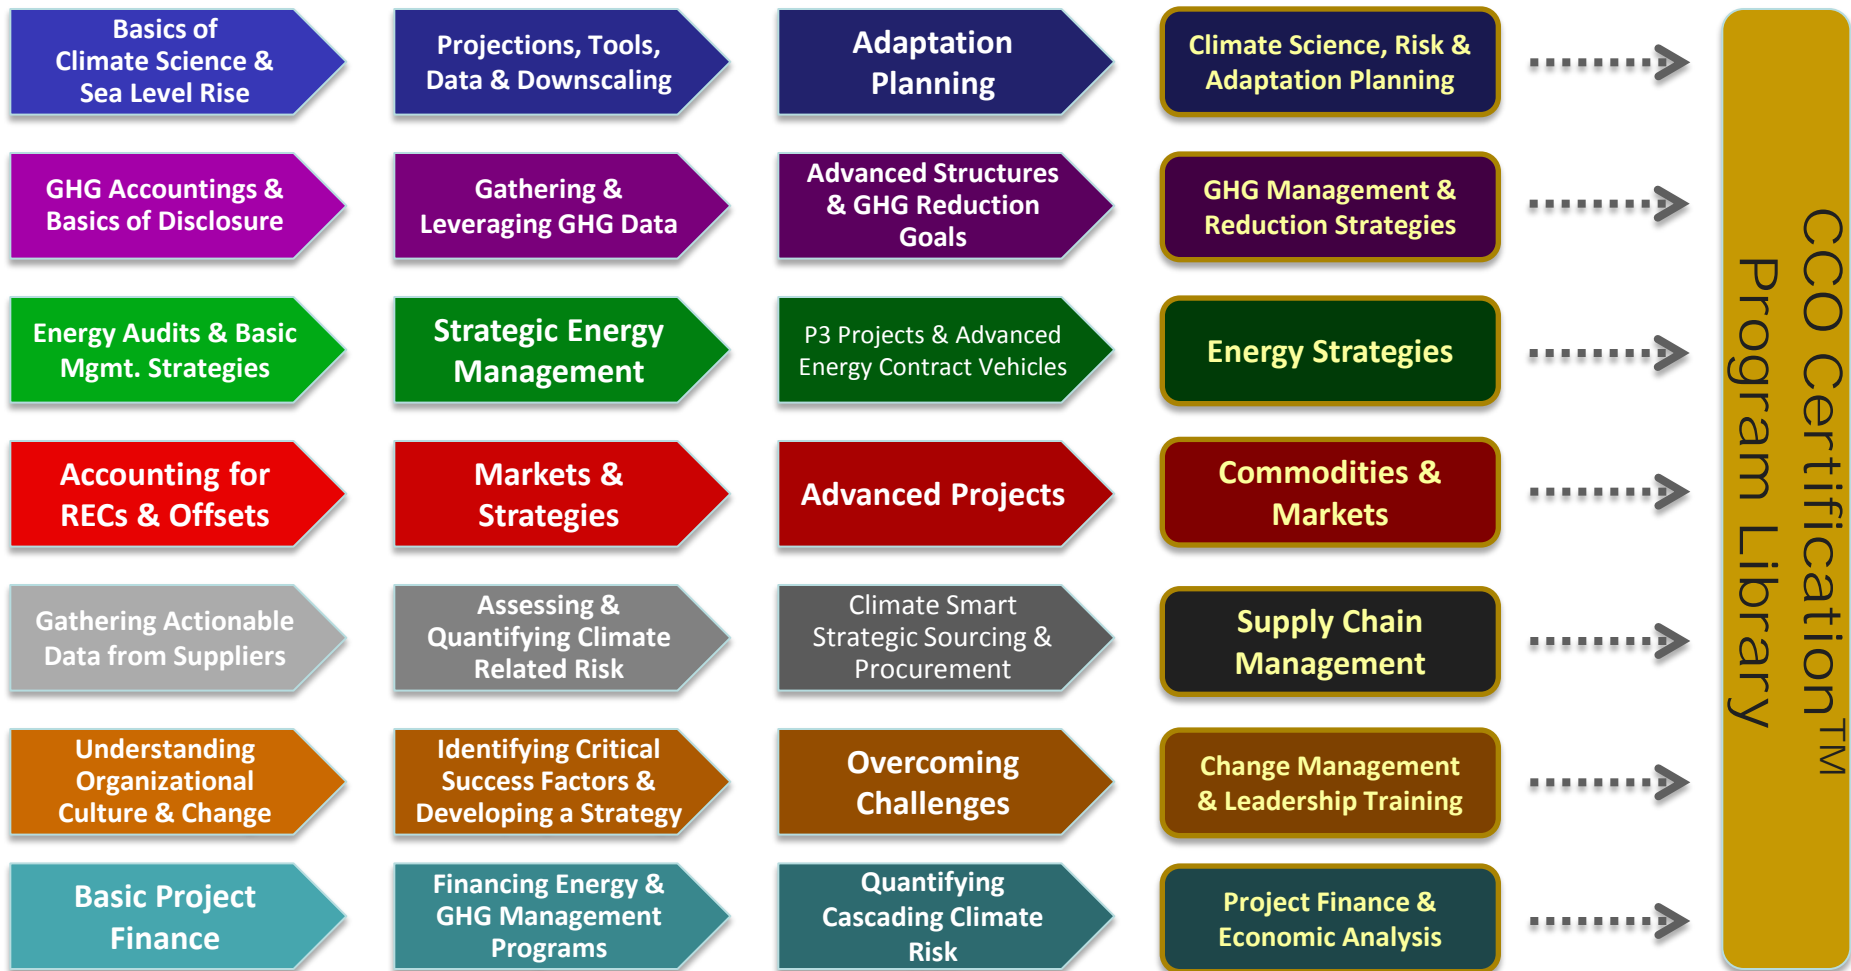 Basics of
Climate Science &
Sea Level Rise
Projections, Tools,
Data & Downscaling
Adaptation
Planning
Climate Science, Risk &
Adaptation Planning
GHG Accountings &
Basics of Disclosure
Gathering &
Leveraging GHG Data
Advanced Structures
& GHG Reduction
Goals
GHG Management &
Reduction Strategies
Energy Audits & Basic
Mgmt. Strategies
Strategic Energy
Management
P3 Projects & Advanced
Energy Contract Vehicles
Energy Strategies
Accounting for
RECs & Offsets
Markets &
Strategies
Advanced Projects
Commodities &
Markets
Gathering Actionable
Data from Suppliers
Assessing &
Quantifying Climate
Related Risk
Climate Smart
Strategic Sourcing &
Procurement
Supply Chain
Management
Understanding
Organizational
Culture & Change
Identifying Critical
Success Factors &
Developing a Strategy
Overcoming
Challenges
Change Management
& Leadership Training
Basic Project
Finance
Financing Energy &
GHG Management
Programs
Quantifying
Cascading Climate
Risk
Project Finance &
Economic Analysis
CCO Certification™
Program Library